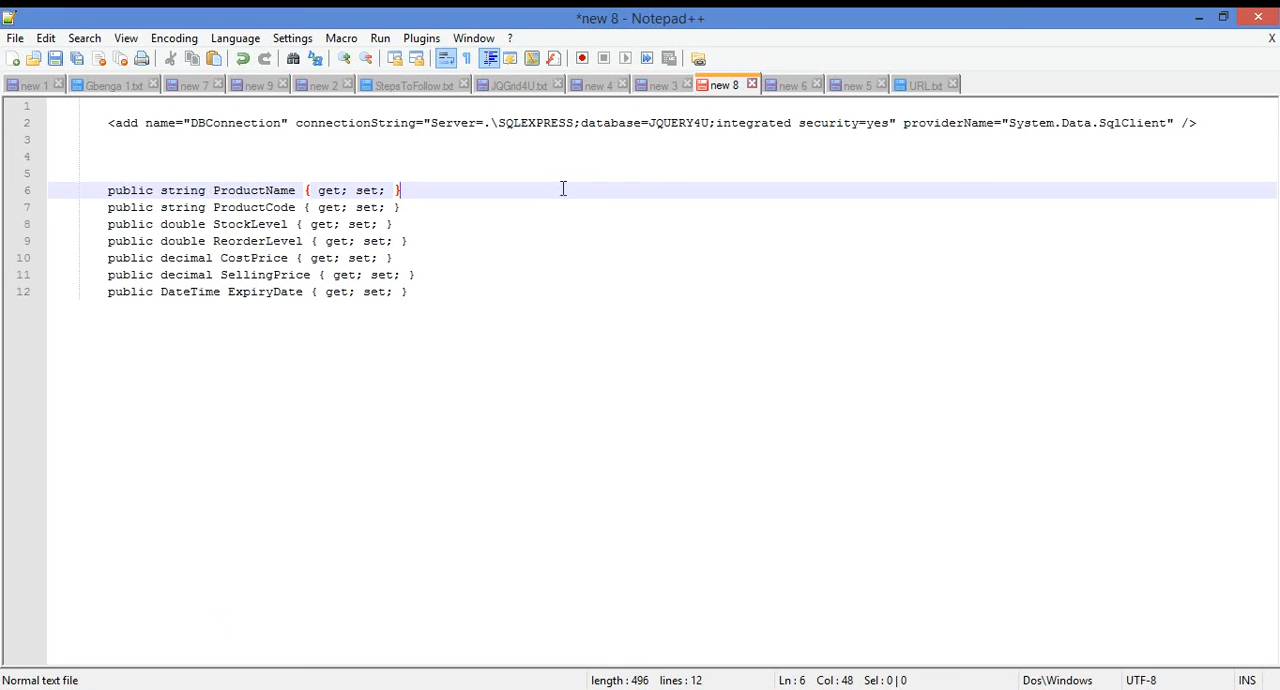 *new 8 - Notepad++
File Edit Search View Encoding Language Settings Macro Run Plugins Window ? X
new 1 Gbenga 1.txt new 7 new 9 new 2 StepsToFollow.txt JQGrid4U.txt new 4 new 3 new 8 new 6 new 5 URL.txt
1
2 <add name="DBConnection" connectionString="Server=.\SQLEXPRESS;database=JQUERY4U;integrated security=yes" providerName="System.Data.SqlClient" />
3
4
5
6 public string ProductName { get; set; }
7 public string ProductCode { get; set; }
8 public double StockLevel { get; set; }
9 public double ReorderLevel { get; set; }
10 public decimal CostPrice { get; set; }
11 public decimal SellingPrice { get; set; }
12 public DateTime ExpiryDate { get; set; }
Normal text file length : 496 lines : 12 Ln : 6 Col : 48 Sel : 0 | 0 Dos\Windows UTF-8 INS